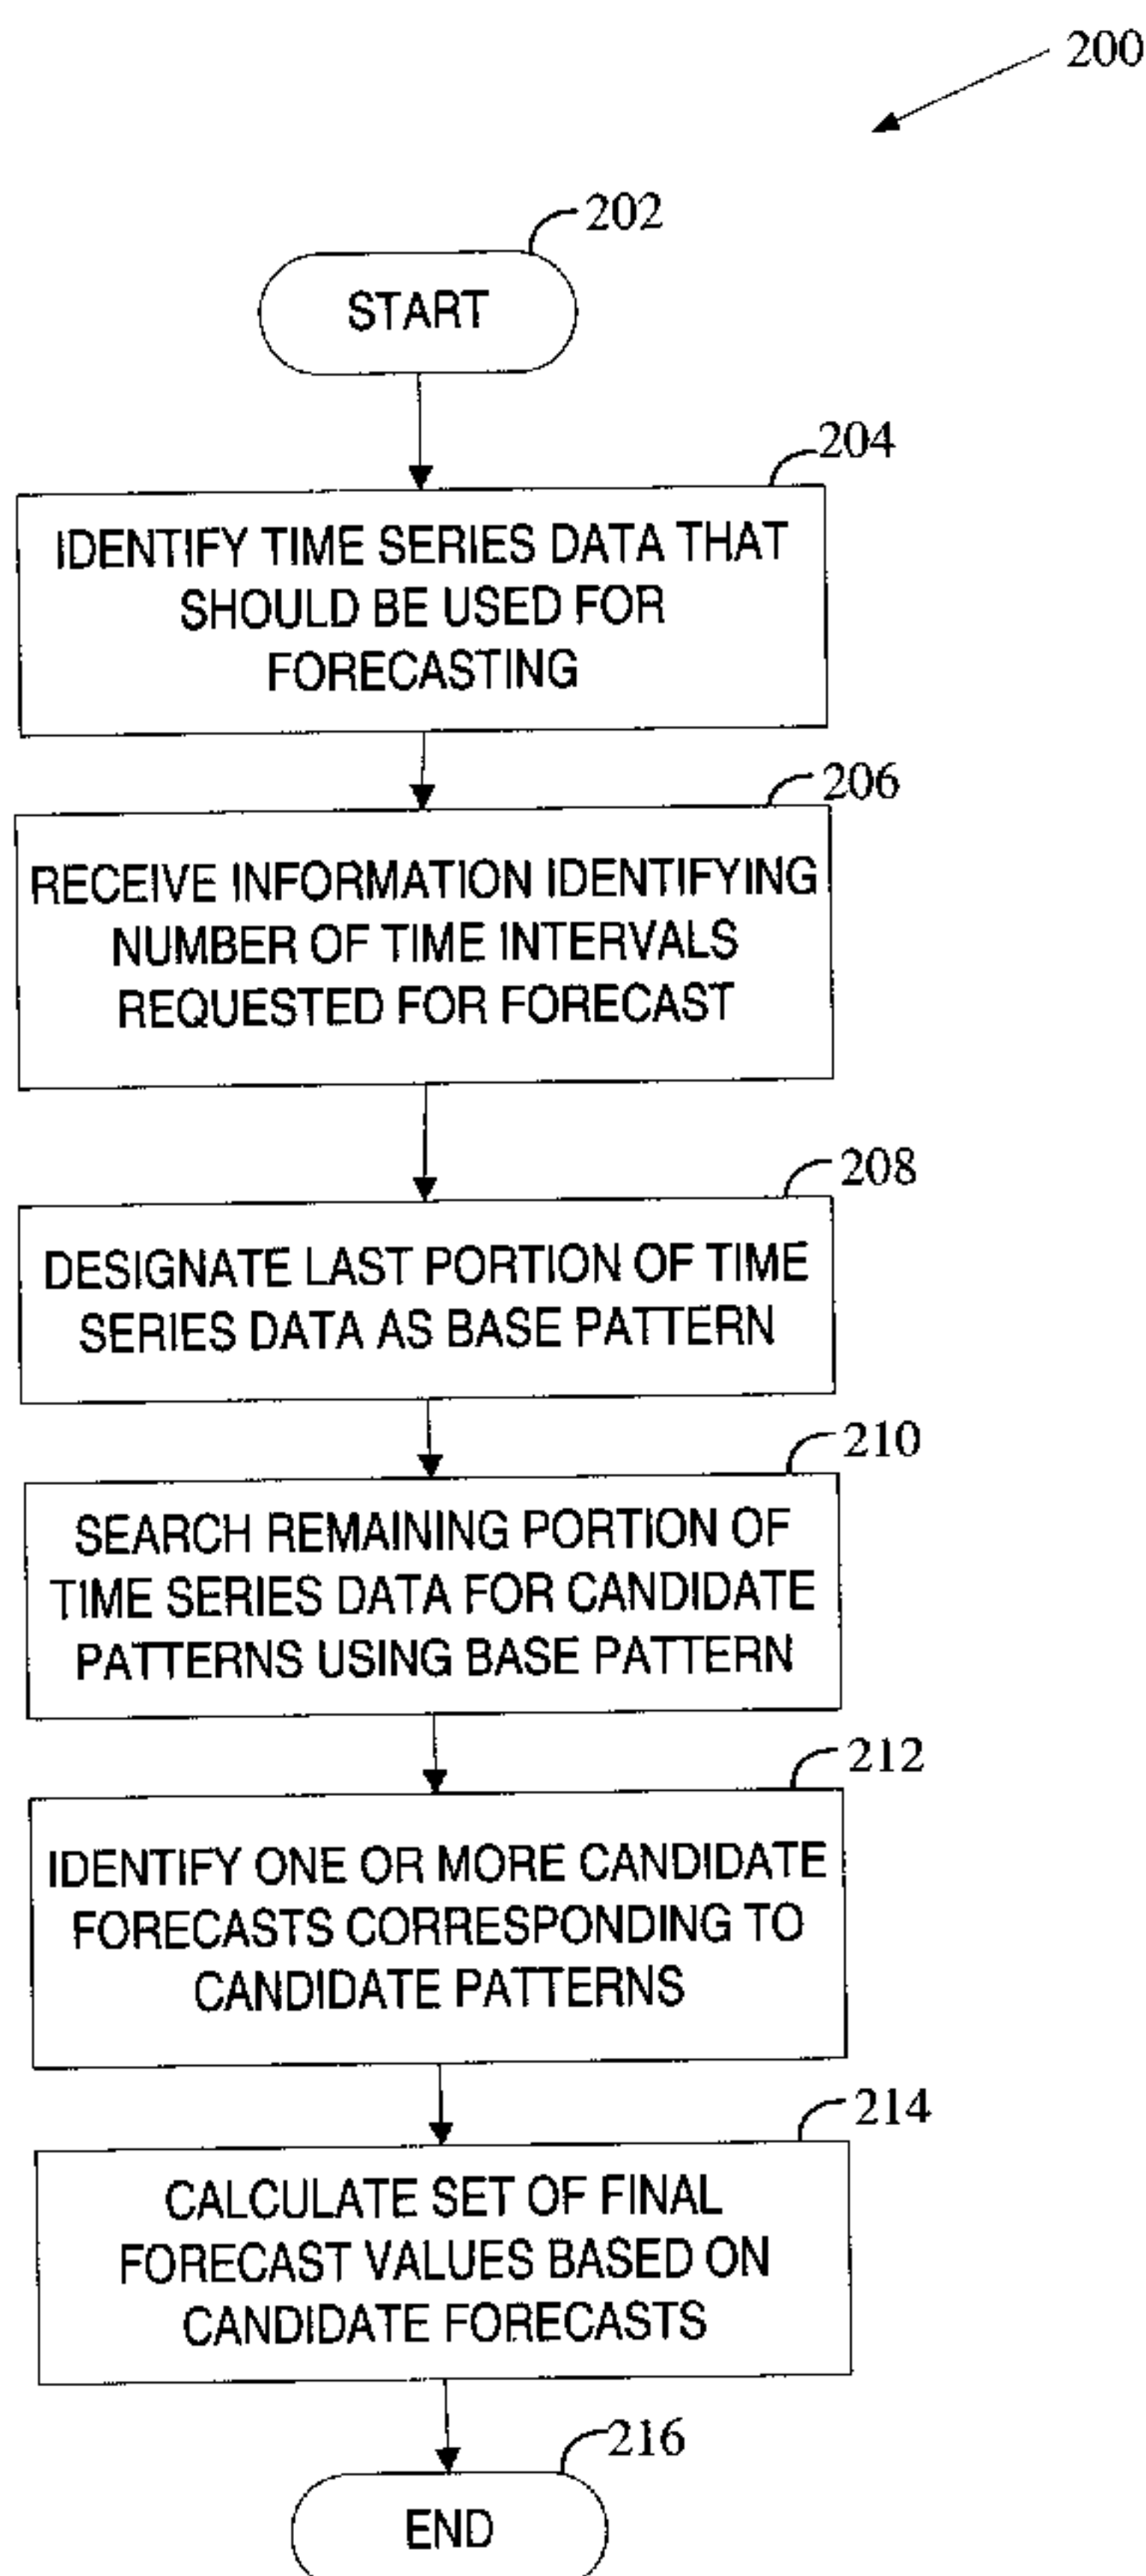 200
202
START
204
IDENTIFY TIME SERIES DATA THAT
SHOULD BE USED FOR
FORECASTING
206
RECEIVE INFORMATION IDENTIFYING
NUMBER OF TIME INTERVALS
REQUESTED FOR FORECAST
208
DESIGNATE LAST PORTION OF TIME
SERIES DATA AS BASE PATTERN
210
SEARCH REMAINING PORTION OF
TIME SERIES DATA FOR CANDIDATE
PATTERNS USING BASE PATTERN
212
IDENTIFY ONE OR MORE CANDIDATE
FORECASTS CORRESPONDING TO
CANDIDATE PATTERNS
214
CALCULATE SET OF FINAL
FORECAST VALUES BASED ON
CANDIDATE FORECASTS
216
END